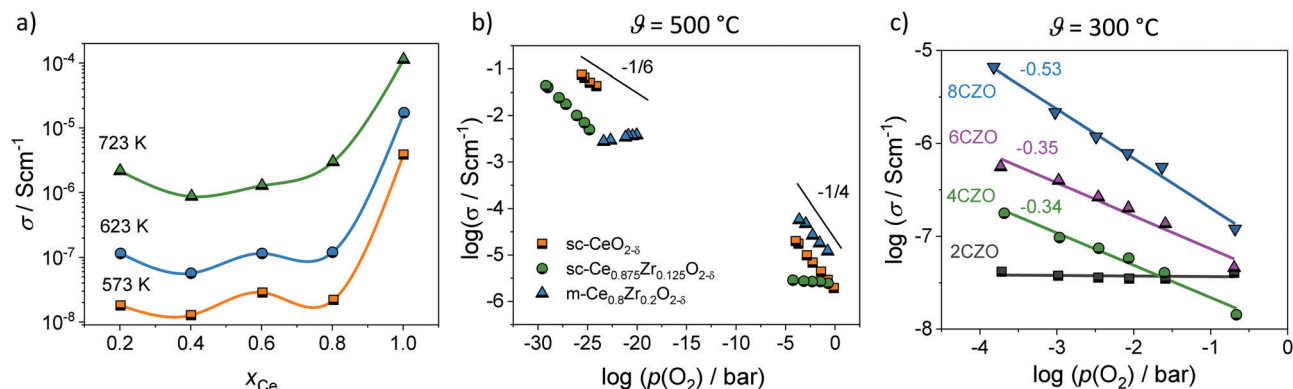 a)
σ / Scm⁻¹
10⁻⁴
10⁻⁵
10⁻⁶
10⁻⁷
10⁻⁸
723 K
623 K
573 K
0.2 0.4 0.6 0.8 1.0
x_Ce
b)
ϑ = 500 °C
log(σ / Scm⁻¹)
-1
-2
-3
-4
-5
-6
-1/6
-1/4
sc-CeO₂₋δ
sc-Ce₀.₈₇₅Zr₀.₁₂₅O₂₋δ
m-Ce₀.₈Zr₀.₂O₂₋δ
-30 -25 -20 -15 -10 -5 0
log (p(O₂) / bar)
c)
ϑ = 300 °C
log (σ / Scm⁻¹)
-5
-6
-7
-8
8CZO
-0.53
6CZO
-0.35
4CZO
-0.34
2CZO
-4 -3 -2 -1 0
log (p(O₂) / bar)